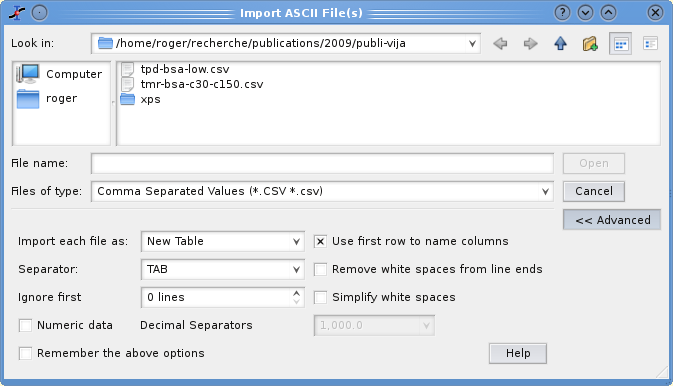 Import ASCII File(s)
Look in: /home/roger/recherche/publications/2009/publi-vija
Computer
roger
tpd-bsa-low.csv
tmr-bsa-c30-c150.csv
xps
File name: Open
Files of type: Comma Separated Values (*.CSV *.csv) Cancel
<< Advanced
Import each file as: New Table Use first row to name columns
Separator: TAB Remove white spaces from line ends
Ignore first 0 lines Simplify white spaces
Numeric data Decimal Separators 1,000.0
Remember the above options Help